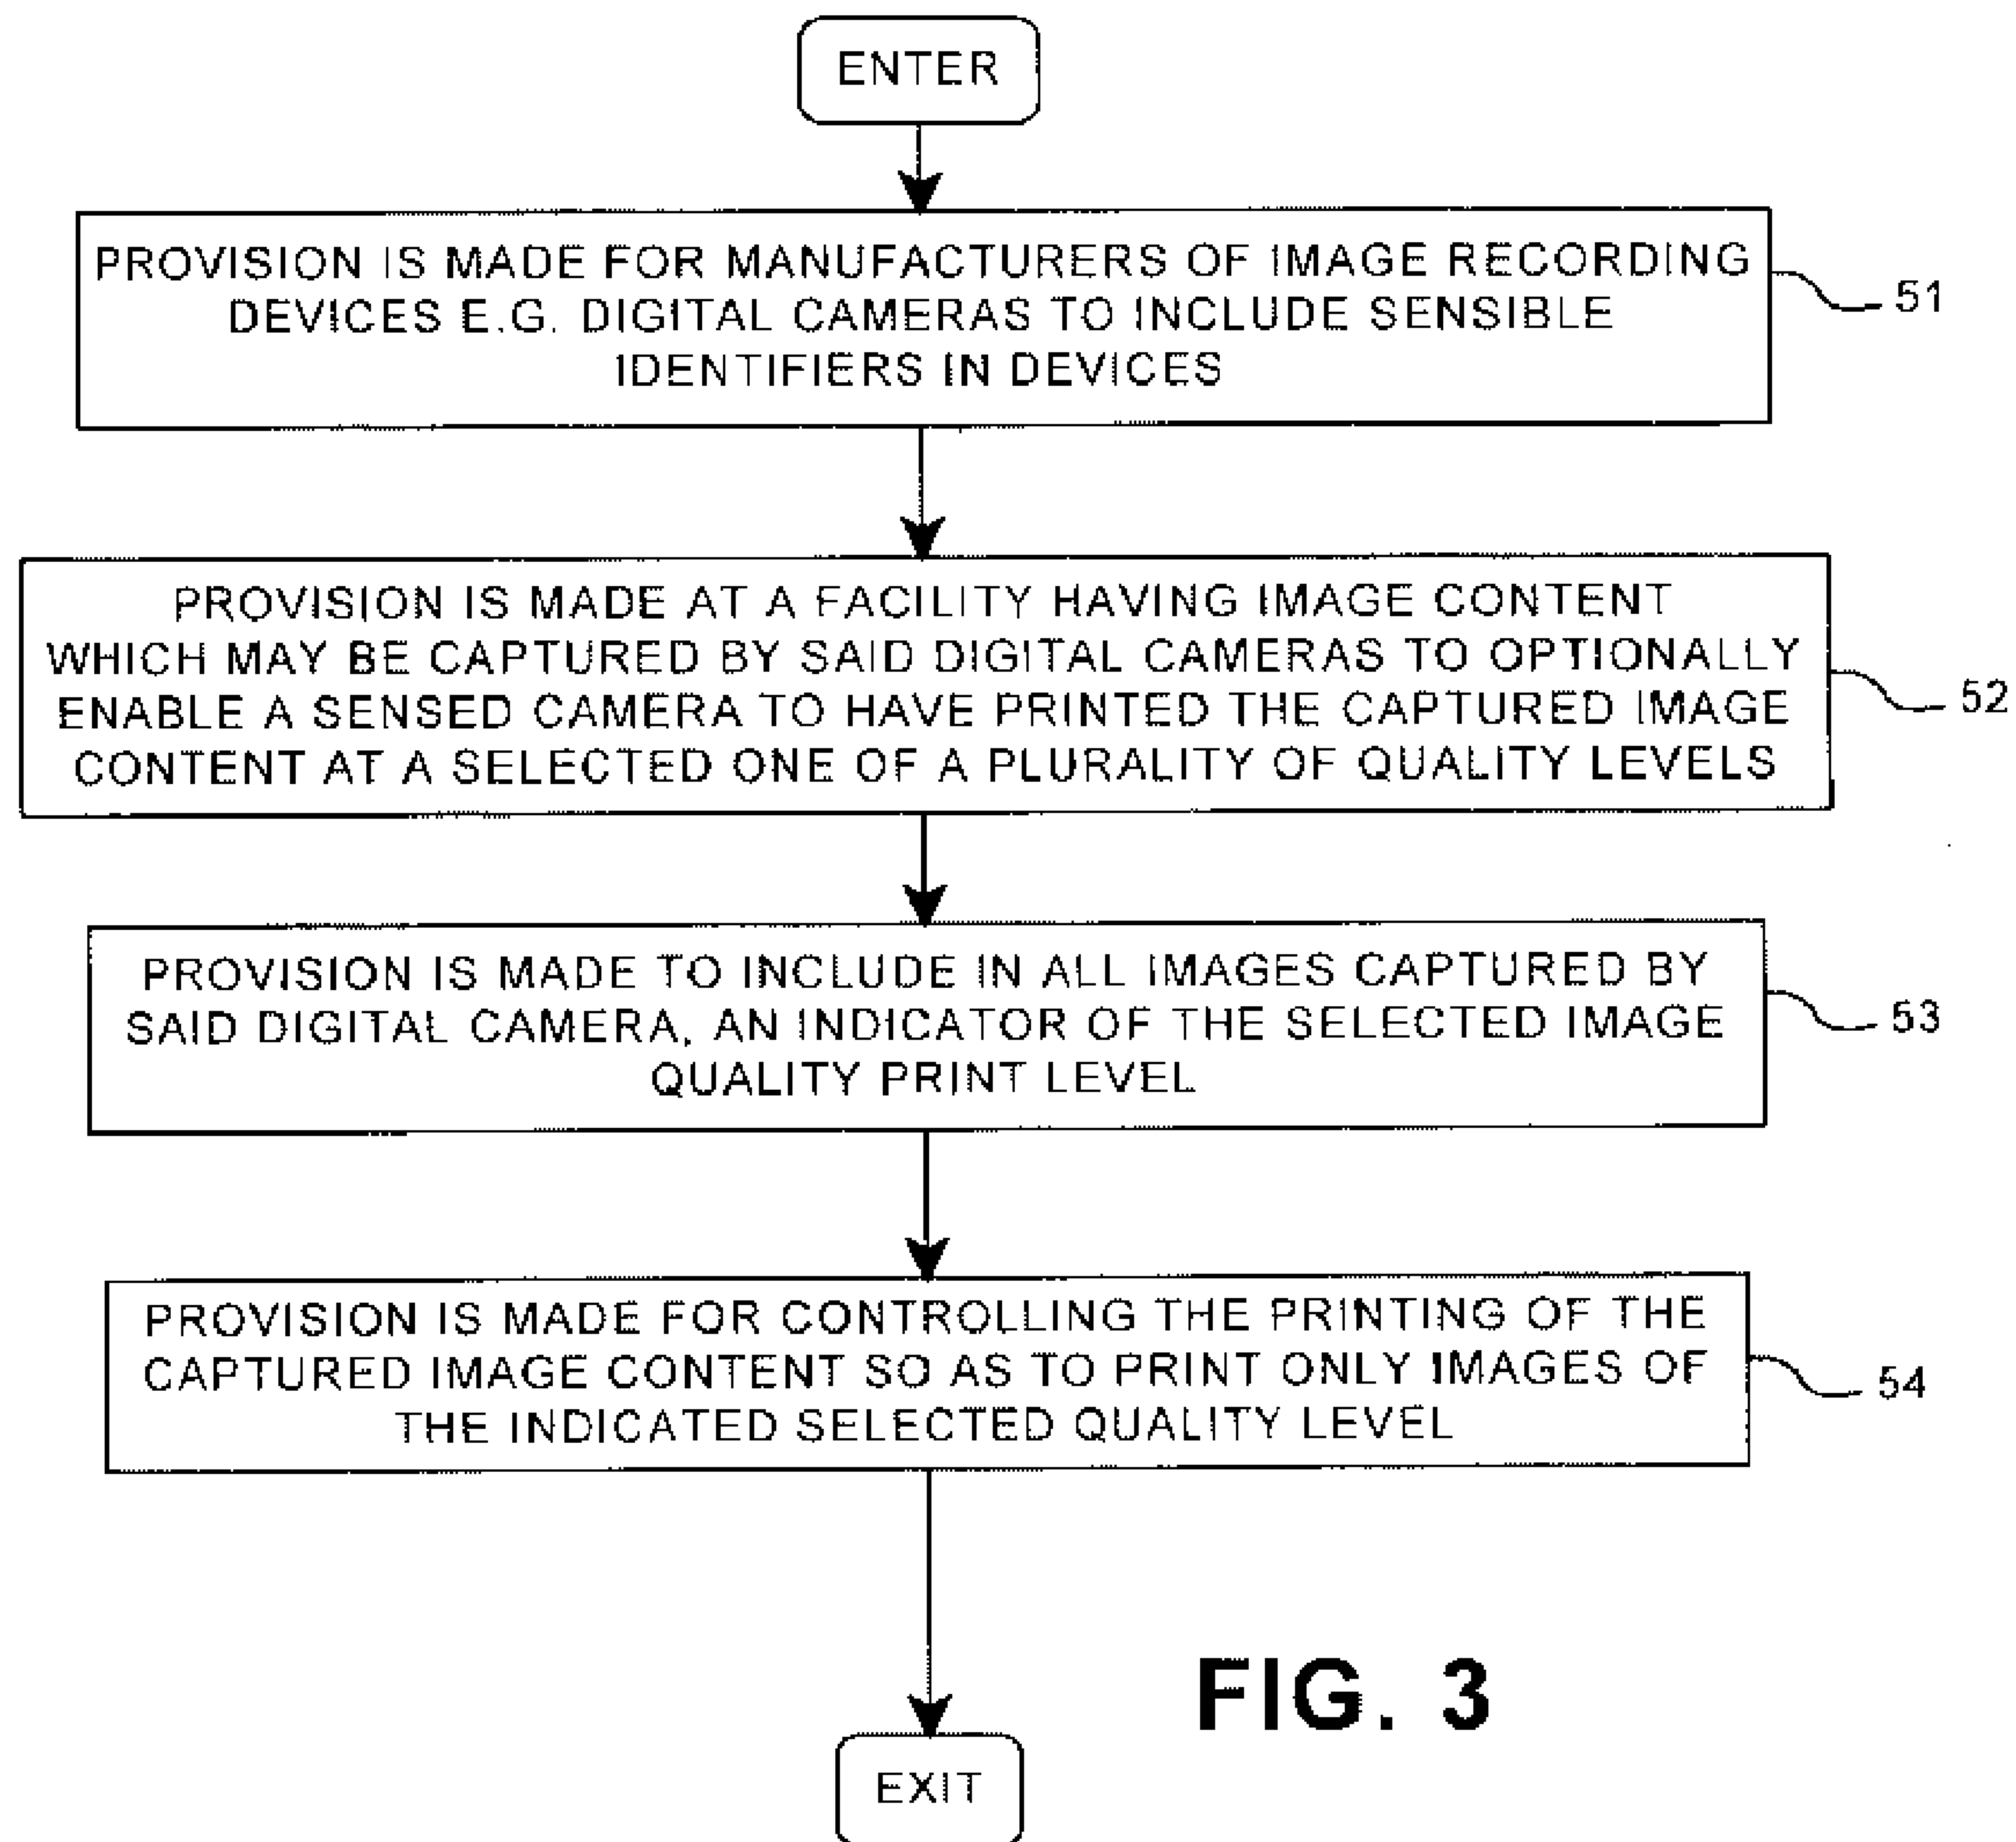 ENTER
PROVISION IS MADE FOR MANUFACTURERS OF IMAGE RECORDING
DEVICES E.G. DIGITAL CAMERAS TO INCLUDE SENSIBLE
IDENTIFIERS IN DEVICES
51
PROVISION IS MADE AT A FACILITY HAVING IMAGE CONTENT
WHICH MAY BE CAPTURED BY SAID DIGITAL CAMERAS TO OPTIONALLY
ENABLE A SENSED CAMERA TO HAVE PRINTED THE CAPTURED IMAGE
CONTENT AT A SELECTED ONE OF A PLURALITY OF QUALITY LEVELS
52
PROVISION IS MADE TO INCLUDE IN ALL IMAGES CAPTURED BY
SAID DIGITAL CAMERA, AN INDICATOR OF THE SELECTED IMAGE
QUALITY PRINT LEVEL
53
PROVISION IS MADE FOR CONTROLLING THE PRINTING OF THE
CAPTURED IMAGE CONTENT SO AS TO PRINT ONLY IMAGES OF
THE INDICATED SELECTED QUALITY LEVEL
54
FIG. 3
EXIT